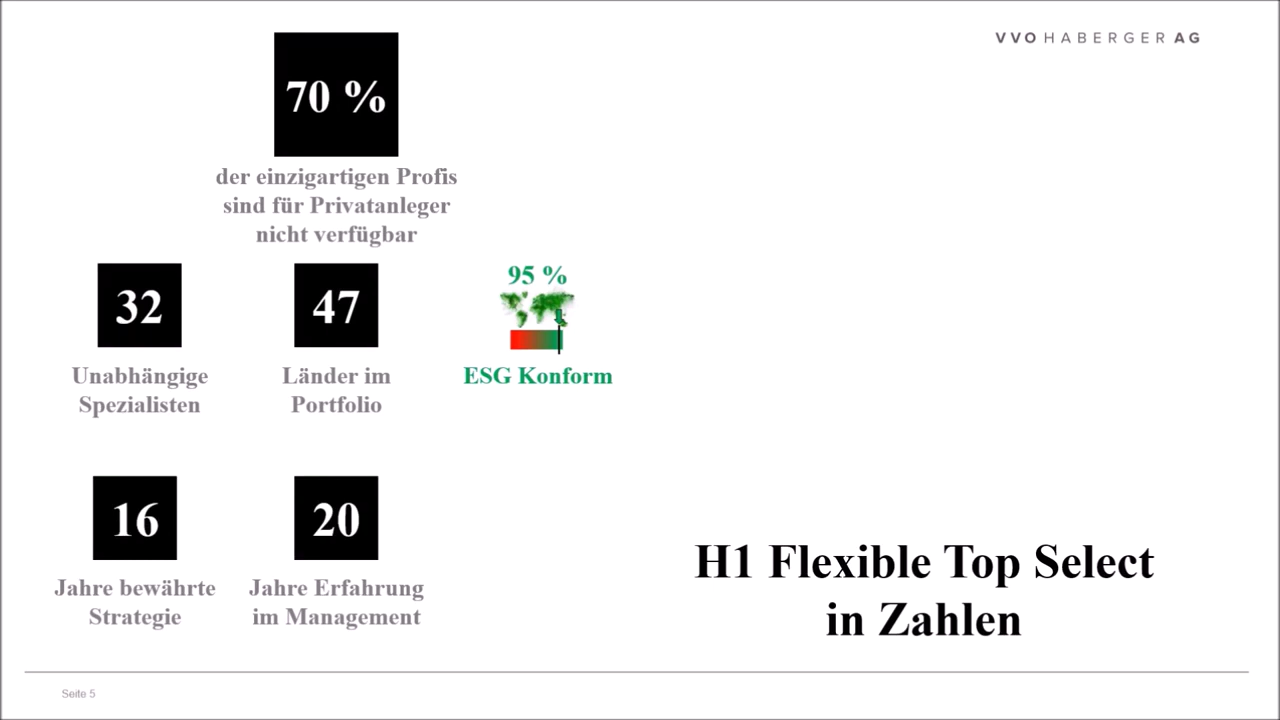 VVO HABERGER AG
70 %
der einzigartigen Profis
sind für Privatanleger
nicht verfügbar
32
Unabhängige
Spezialisten
47
Länder im
Portfolio
95 %
ESG Konform
16
Jahre bewährte
Strategie
20
Jahre Erfahrung
im Management
H1 Flexible Top Select
in Zahlen
Seite 5